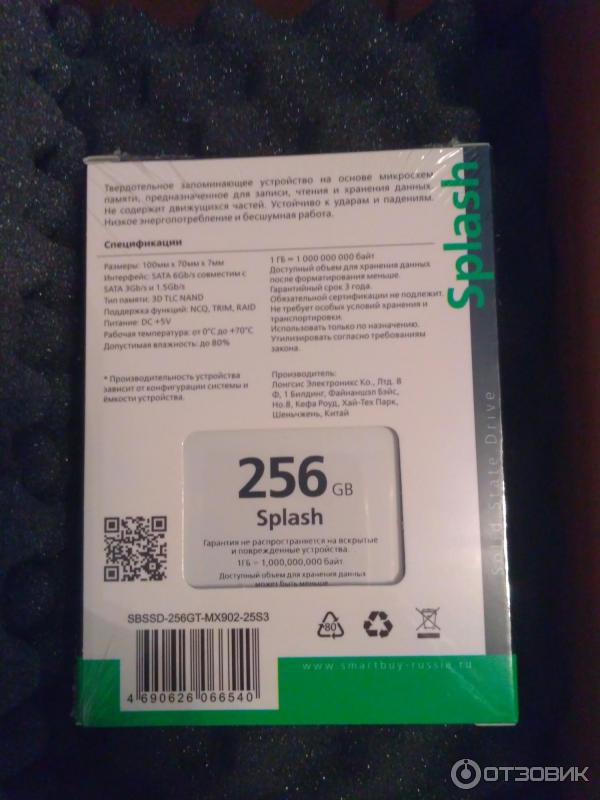 Твердотельное запоминающее устройство на основе микросхем
памяти, предназначенное для записи, чтения и хранения данных.
Не содержит движущихся частей. Устойчиво к ударам и падениям.
Низкое энергопотребление и бесшумная работа.
Спецификации
Размеры: 100мм x 70мм x 7мм
Интерфейс: SATA 6Gb/s совместим с
SATA 3Gb/s и 1.5Gb/s
Тип памяти: 3D TLC NAND
Поддержка функций: NCQ, TRIM, RAID
Питание: DC +5V
Рабочая температура: от 0°C до +70°C
Допустимая влажность: до 80%
* Производительность устройства
зависит от конфигурации системы и
ёмкости устройства.
1 ГБ = 1 000 000 000 байт
Доступный объем для хранения данных
после форматирования меньше.
Гарантийный срок 3 года.
Обязательной сертификации не подлежит.
Не требует особых условий хранения и
транспортировки.
Использовать только по назначению.
Утилизировать согласно требованиям
закона.
Производитель:
Лонгсис Электроникс Ко., Лтд. 8
Ф, 1 Билдинг, Файнаншэл Бэйс,
Но.8, Кефа Роуд, Хай-Тех Парк,
Шеньчжень, Китай
256 GB
Splash
Гарантия не распространяется на вскрытые
и поврежденные устройства.
1ГБ = 1,000,000,000 байт.
Доступный объем для хранения данных
может быть меньше.
SBSSD-256GT-MX902-25S3
4 690626 066540
80
www.smartbuy-russia.ru
Splash
Solid State Drive
ОТЗОВИК